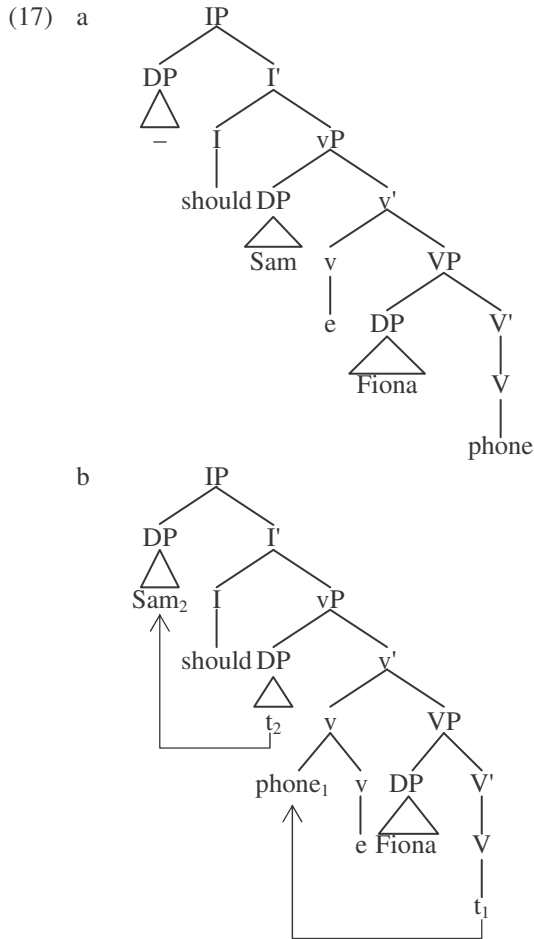 (17) a IP
DP I'
– I vP
should DP v'
Sam v VP
e DP V'
Fiona V
phone
b IP
DP I'
Sam₂ I vP
should DP v'
t₂ v VP
phone₁ v DP V'
e Fiona V
t₁